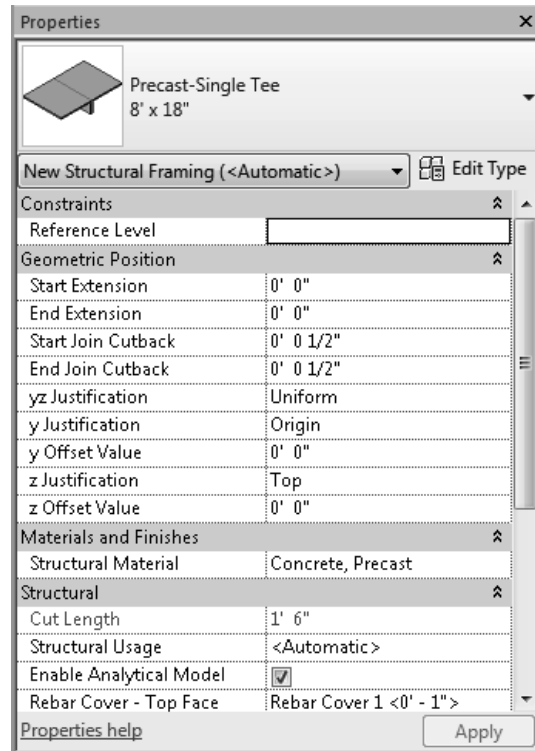 Properties
Precast-Single Tee
8' x 18"
New Structural Framing (<Automatic>) Edit Type
Constraints
Reference Level
Geometric Position
Start Extension 0' 0"
End Extension 0' 0"
Start Join Cutback 0' 0 1/2"
End Join Cutback 0' 0 1/2"
yz Justification Uniform
y Justification Origin
y Offset Value 0' 0"
z Justification Top
z Offset Value 0' 0"
Materials and Finishes
Structural Material Concrete, Precast
Structural
Cut Length 1' 6"
Structural Usage <Automatic>
Enable Analytical Model
Rebar Cover - Top Face Rebar Cover 1 <0' - 1">
Properties help Apply